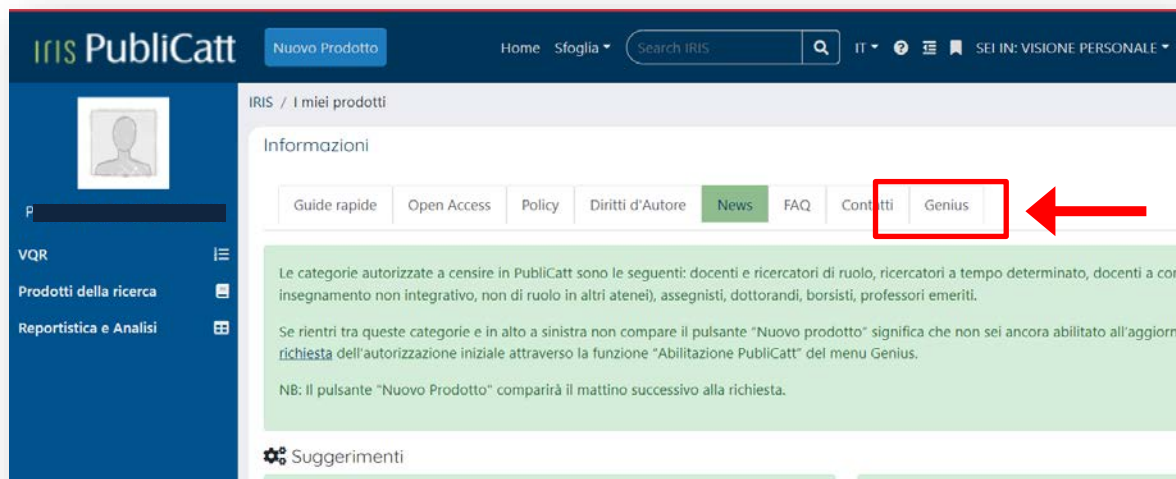 IRIS PubliCatt
Nuovo Prodotto
Home Sfoglia
Search IRIS
IT
SEI IN: VISIONE PERSONALE
P
VQR
Prodotti della ricerca
Reportistica e Analisi
IRIS / I miei prodotti
Informazioni
Guide rapide Open Access Policy Diritti d'Autore News FAQ Contatti Genius
Le categorie autorizzate a censire in PubliCatt sono le seguenti: docenti e ricercatori di ruolo, ricercatori a tempo determinato, docenti a
insegnamento non integrativo, non di ruolo in altri atenei), assegnisti, dottorandi, borsisti, professori emeriti.
Se rientri tra queste categorie e in alto a sinistra non compare il pulsante "Nuovo prodotto" significa che non sei ancora abilitato
richiesta dell'autorizzazione iniziale attraverso la funzione "Abilitazione PubliCatt" del menu Genius.
NB: Il pulsante "Nuovo Prodotto" comparirà il mattino successivo alla richiesta.
Suggerimenti